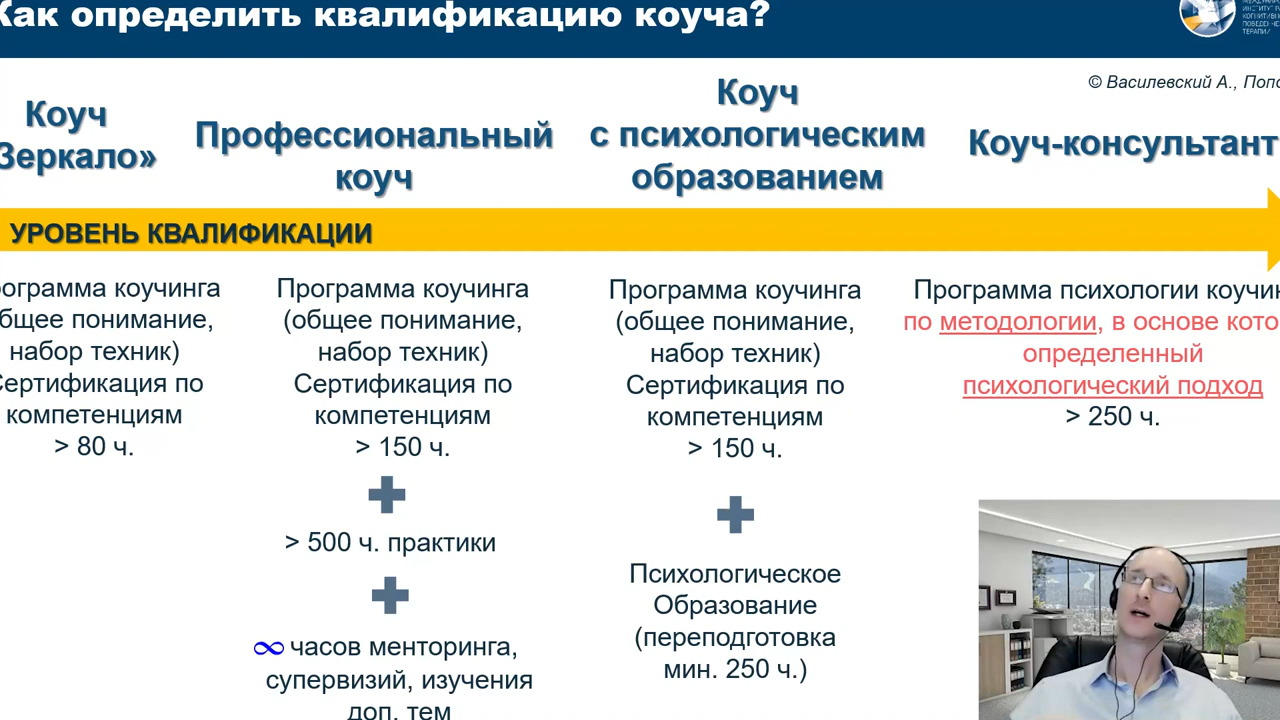 Как определить квалификацию коуча?
© Василевский А.,
Коуч
Зеркало»
Профессиональный
коуч
Коуч
с психологическим
образованием
Коуч-консультант
УРОВЕНЬ КВАЛИФИКАЦИИ
ограмма коучинга
бщее понимание,
набор техник)
Сертификация по
компетенциям
> 80 ч.
Программа коучинга
(общее понимание,
набор техник)
Сертификация по
компетенциям
> 150 ч.
> 500 ч. практики
∞ часов менторинга,
супервизий, изучения
доп. тем
Программа коучинга
(общее понимание,
набор техник)
Сертификация по
компетенциям
> 150 ч.
Психологическое
Образование
(переподготовка
мин. 250 ч.)
Программа психологии коучин
по методологии, в основе кото
определенный
психологический подход
> 250 ч.